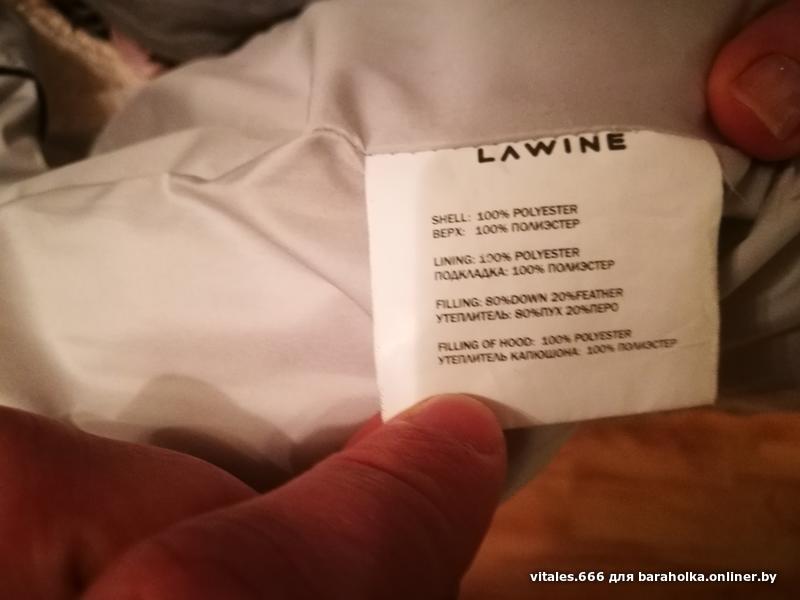 LAWINE
SHELL: 100% POLYESTER
ВЕРХ: 100% ПОЛИЭСТЕР
LINING: 100% POLYESTER
ПОДКЛАДКА: 100% ПОЛИЭСТЕР
FILLING: 80%DOWN 20%FEATHER
УТЕПЛИТЕЛЬ: 80%ПУХ 20%ПЕРО
FILLING OF HOOD: 100% POLYESTER
УТЕПЛИТЕЛЬ КАПЮШОНА: 100% ПОЛИЭСТЕР
vitales.666 для baraholka.onliner.by